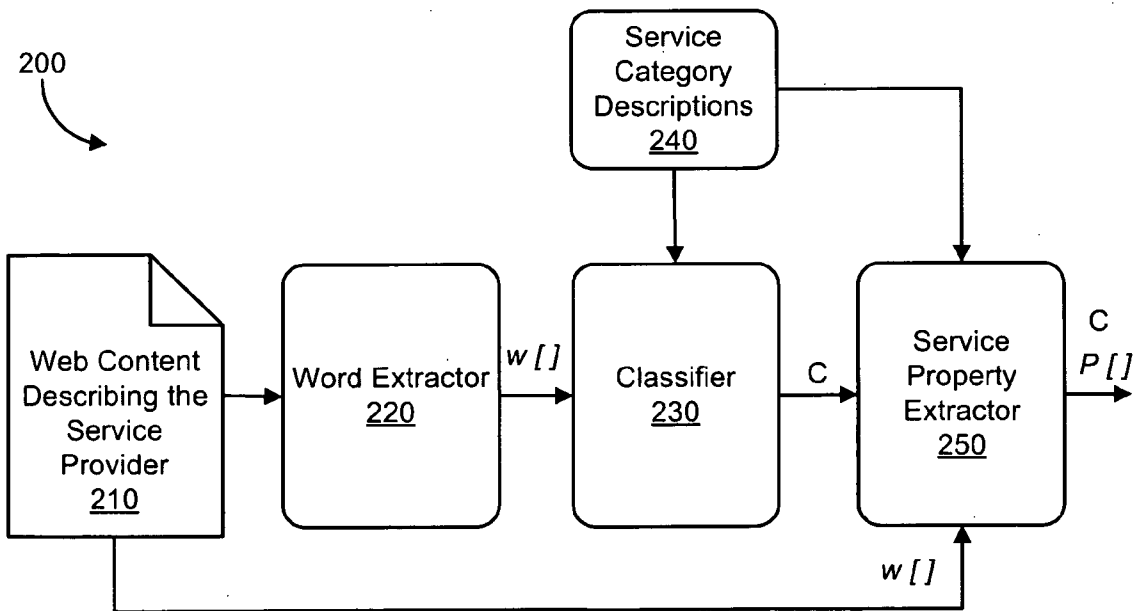 200
Service
Category
Descriptions
240
Web Content
Describing the
Service
Provider
210
Word Extractor
220
w [ ]
Classifier
230
C
Service
Property
Extractor
250
C
P [ ]
w [ ]